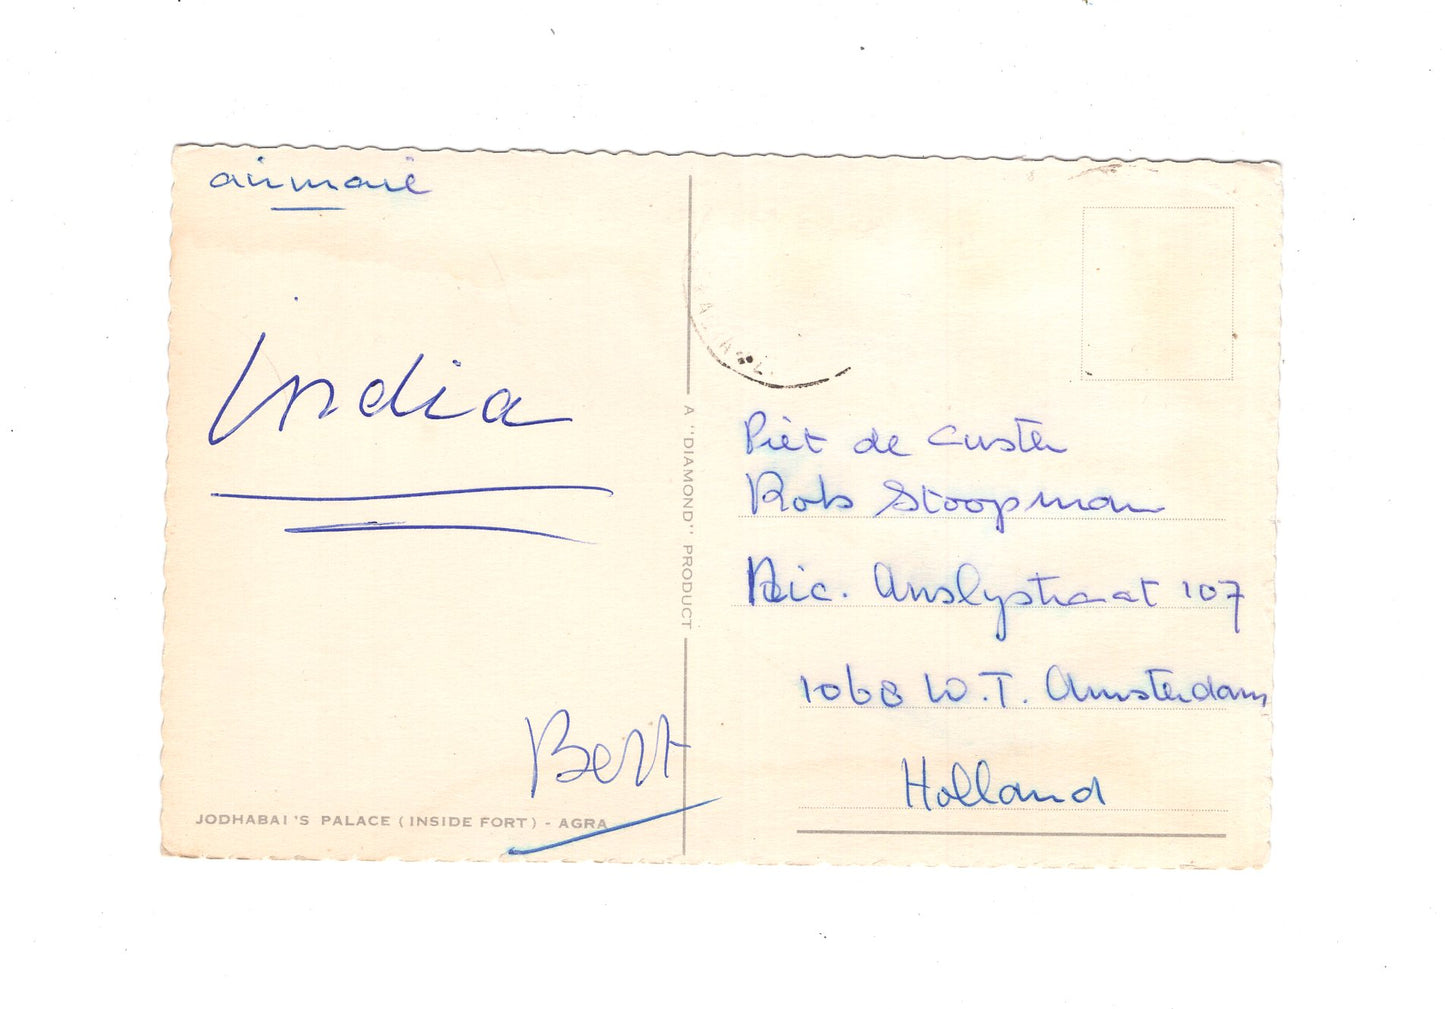 airmail
India
Bert
JODHABAI'S PALACE (INSIDE FORT) - AGRA
A "DIAMOND" PRODUCT
Piet de Custer
Rob Stoopman
Nic. Anslystraat 107
1068 W.T. Amsterdam
Holland